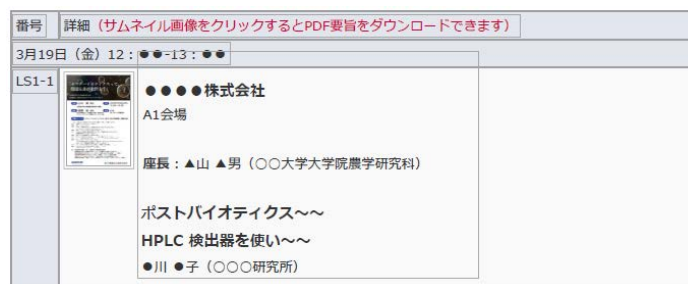 番号 詳細（サムネイル画像をクリックするとPDF要旨をダウンロードできます）
3月19日（金）12：●●-13：●●
LS1-1
●●●●株式会社
A1会場
座長：▲山 ▲男（○○大学大学院農学研究科）
ポストバイオティクス～～
HPLC 検出器を使い～～
●川 ●子（○○○研究所）